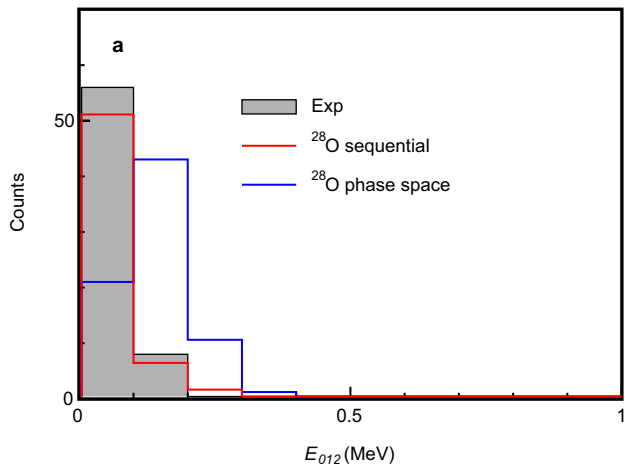 a
Exp
²⁸O sequential
²⁸O phase space
50
0
Counts
0
0.5
1
E₀₁₂ (MeV)